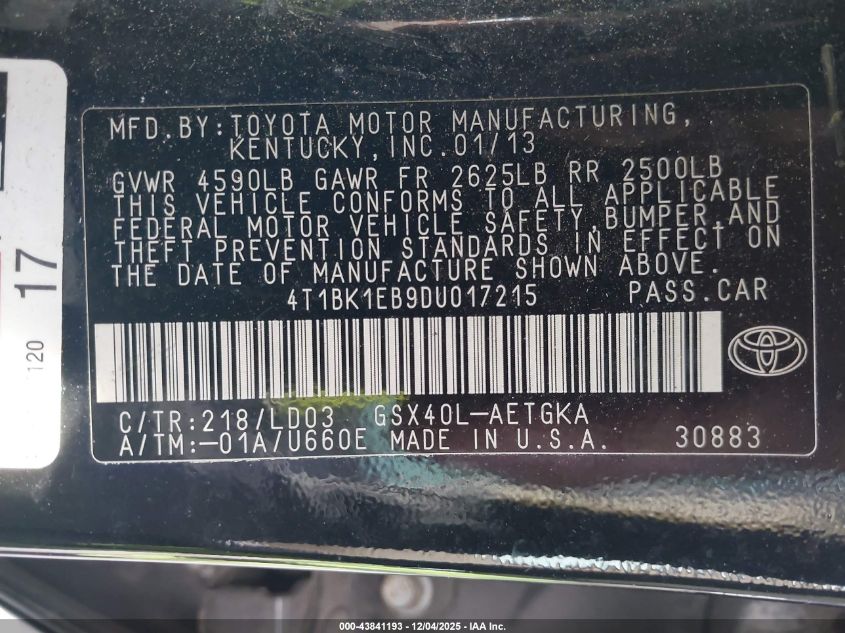 MFD.BY:TOYOTA MOTOR MANUFACTURING,
KENTUCKY,INC.01/13
GVWR 4590LB GAWR FR 2625LB RR 2500LB
THIS VEHICLE CONFORMS TO ALL APPLICABLE
FEDERAL MOTOR VEHICLE SAFETY,BUMPER,AND
THEFT PREVENTION STANDARDS IN EFFECT ON
THE DATE OF MANUFACTURE SHOWN ABOVE.
4T1BK1EB9DU017215 PASS.CAR
C/TR:218/LD03 GSX40L-AETGKA
A/TM:-01A/U660E MADE IN U.S.A. 30883
17
120
000-43841193 - 12/04/2025 - IAA Inc.